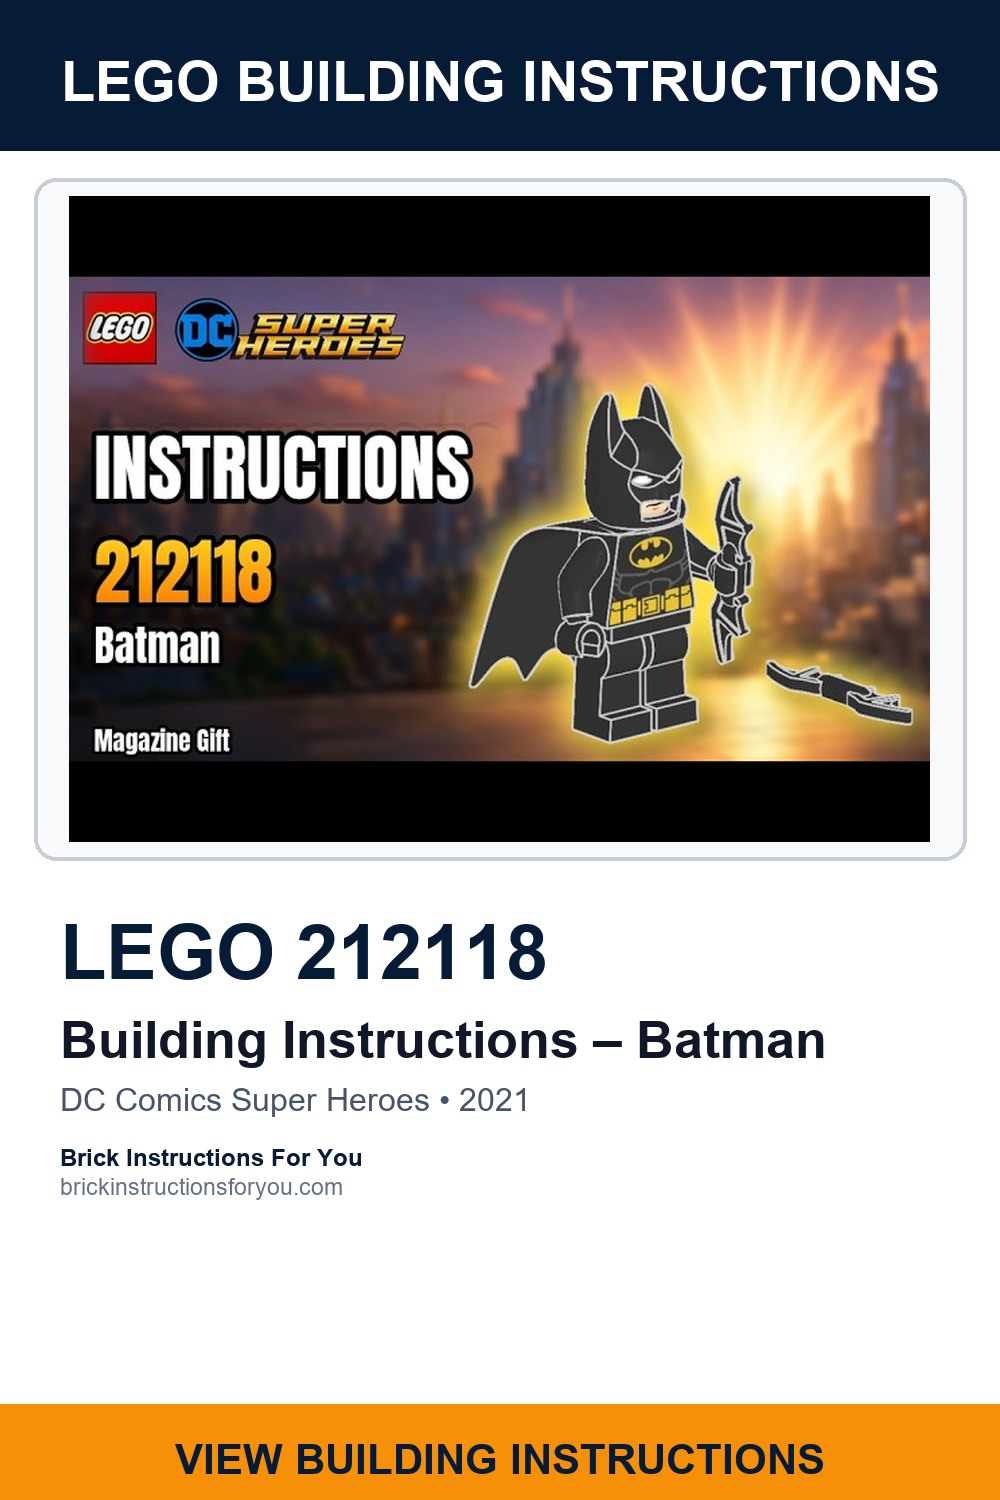 LEGO BUILDING INSTRUCTIONS
LEGO
DC SUPER HEROES
INSTRUCTIONS
212118
Batman
Magazine Gift
LEGO 212118
Building Instructions – Batman
DC Comics Super Heroes • 2021
Brick Instructions For You
brickinstructionsforyou.com
VIEW BUILDING INSTRUCTIONS